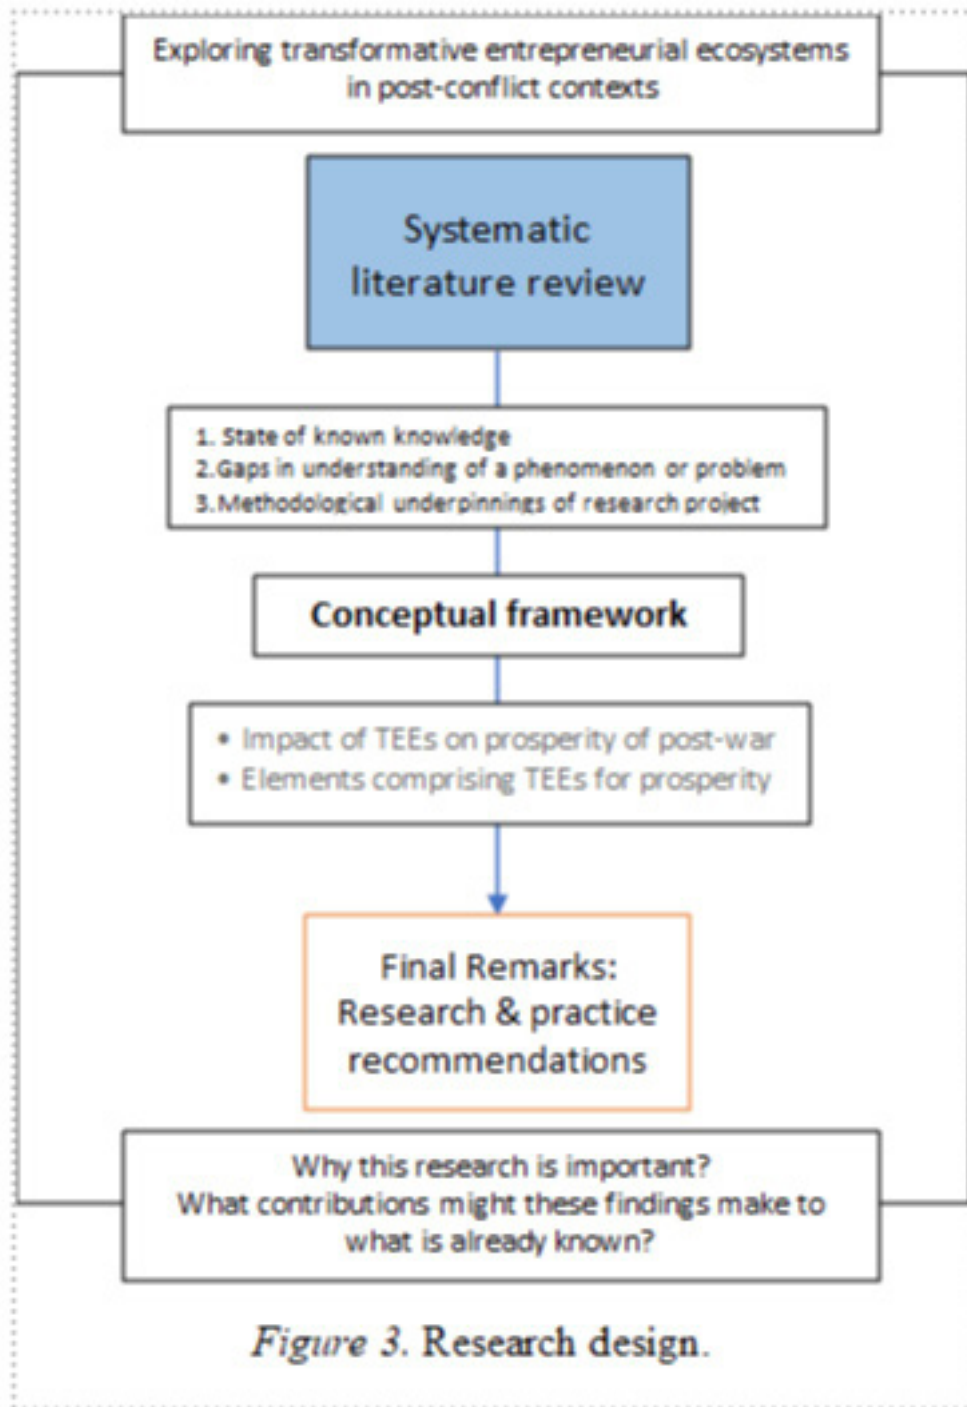 Exploring transformative entrepreneurial ecosystems
in post-conflict contexts
Systematic
literature review
1. State of known knowledge
2.Gaps in understanding of a phenomenon or problem
3.Methodological underpinnings of research project
Conceptual framework
• Impact of TEEs on prosperity of post-war
• Elements comprising TEEs for prosperity
Final Remarks:
Research & practice
recommendations
Why this research is important?
What contributions might these findings make to
what is already known?
Figure 3. Research design.